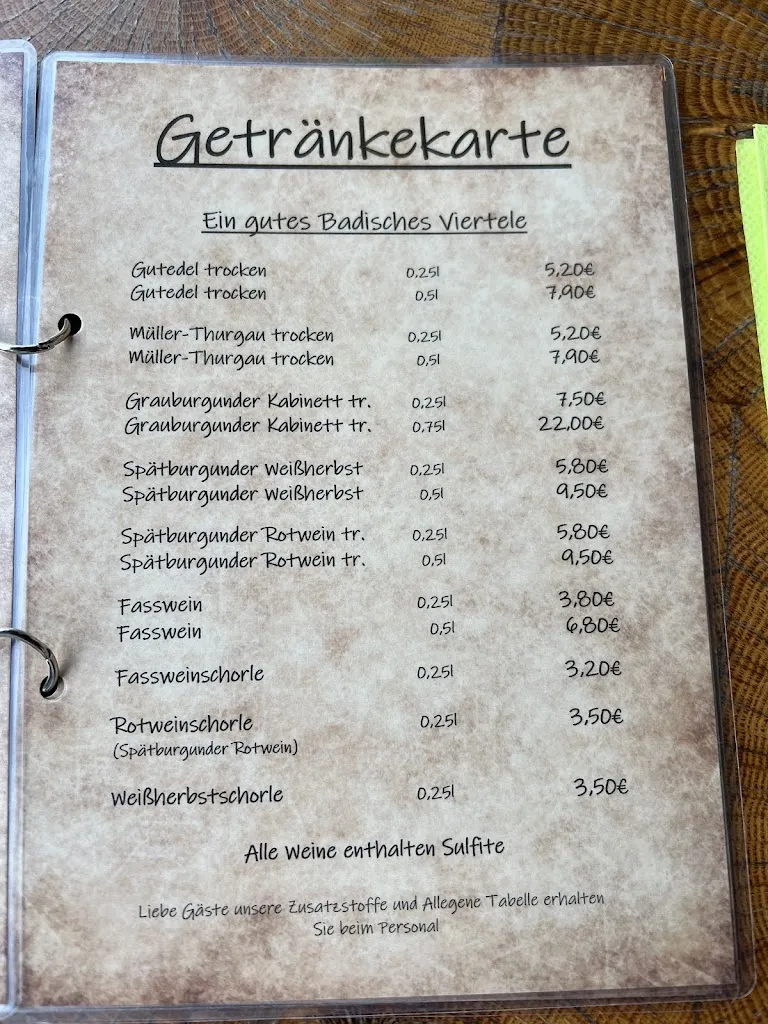 Getränkekarte
Ein gutes Badisches Viertele
Gutedel trocken 0,25l 5,20€
Gutedel trocken 0,5l 7,90€
Müller-Thurgau trocken 0,25l 5,20€
Müller-Thurgau trocken 0,5l 7,90€
Grauburgunder Kabinett tr. 0,25l 7,50€
Grauburgunder Kabinett tr. 0,75l 22,00€
Spätburgunder Weißherbst 0,25l 5,80€
Spätburgunder Weißherbst 0,5l 9,50€
Spätburgunder Rotwein tr. 0,25l 5,80€
Spätburgunder Rotwein tr. 0,5l 9,50€
Fasswein 0,25l 3,80€
Fasswein 0,5l 6,80€
Fassweinschorle 0,25l 3,20€
Rotweinschorle 0,25l 3,50€
(Spätburgunder Rotwein)
Weißherbstschorle 0,25l 3,50€
Alle Weine enthalten Sulfite
Liebe Gäste unsere Zusatzstoffe und Allegene Tabelle erhalten
Sie beim Personal